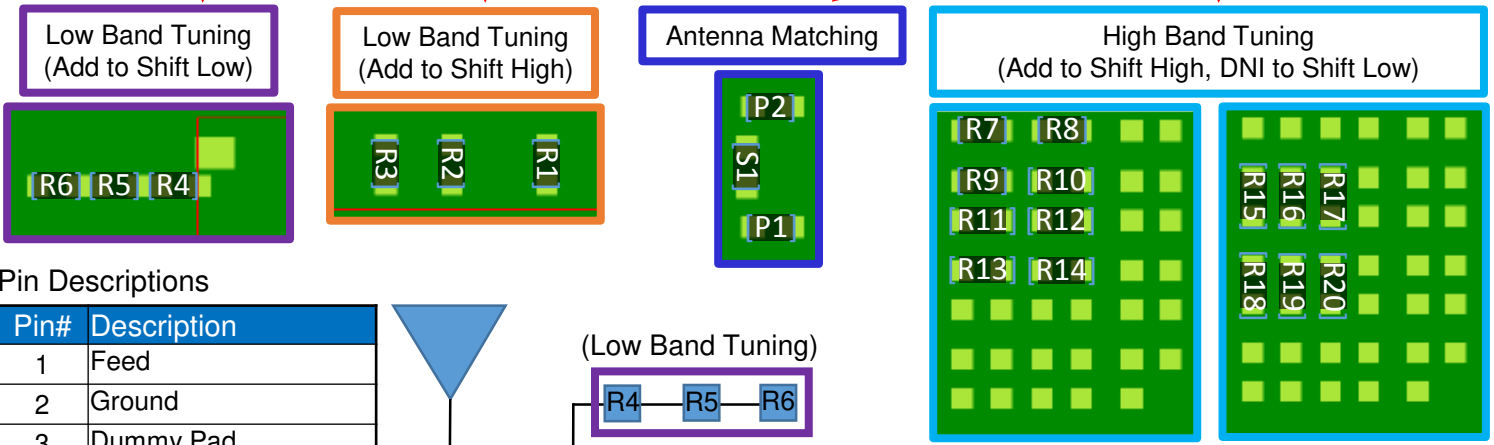 Low Band Tuning
(Add to Shift Low)
Low Band Tuning
(Add to Shift High)
Antenna Matching
High Band Tuning
(Add to Shift High, DNI to Shift Low)
R6 R5 R4
R3 R2 R1
P2
S1
P1
R7 R8
R9 R10
R11 R12
R13 R14
R15 R16 R17
R18 R19 R20
Pin Descriptions
Pin# Description
1 Feed
2 Ground
3 Dummy Pad
(Low Band Tuning)
R4 R5 R6